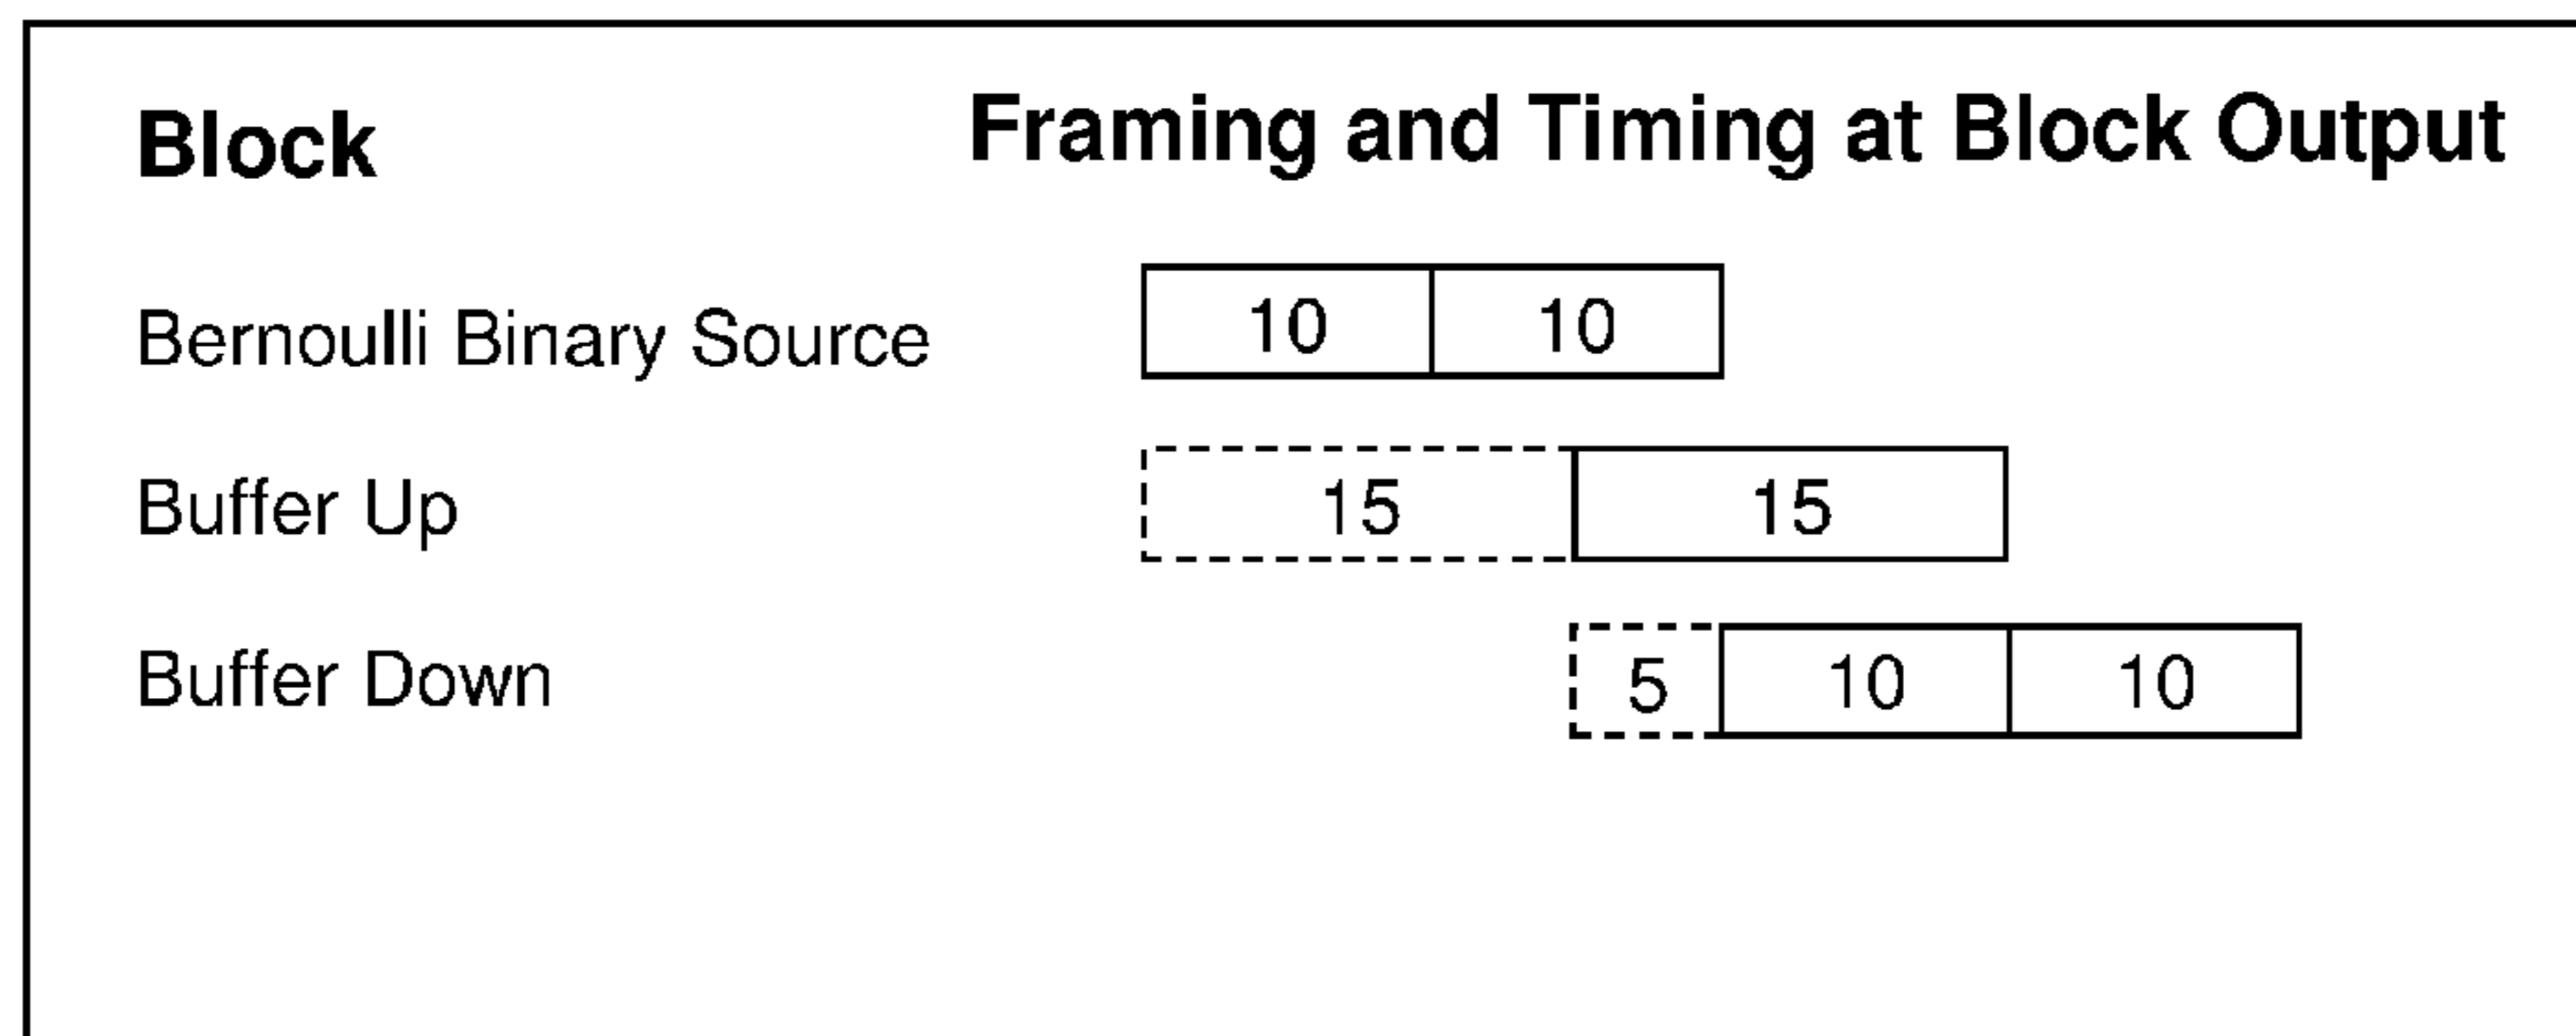 Block Framing and Timing at Block Output
Bernoulli Binary Source 10 10
Buffer Up 15 15
Buffer Down 5 10 10